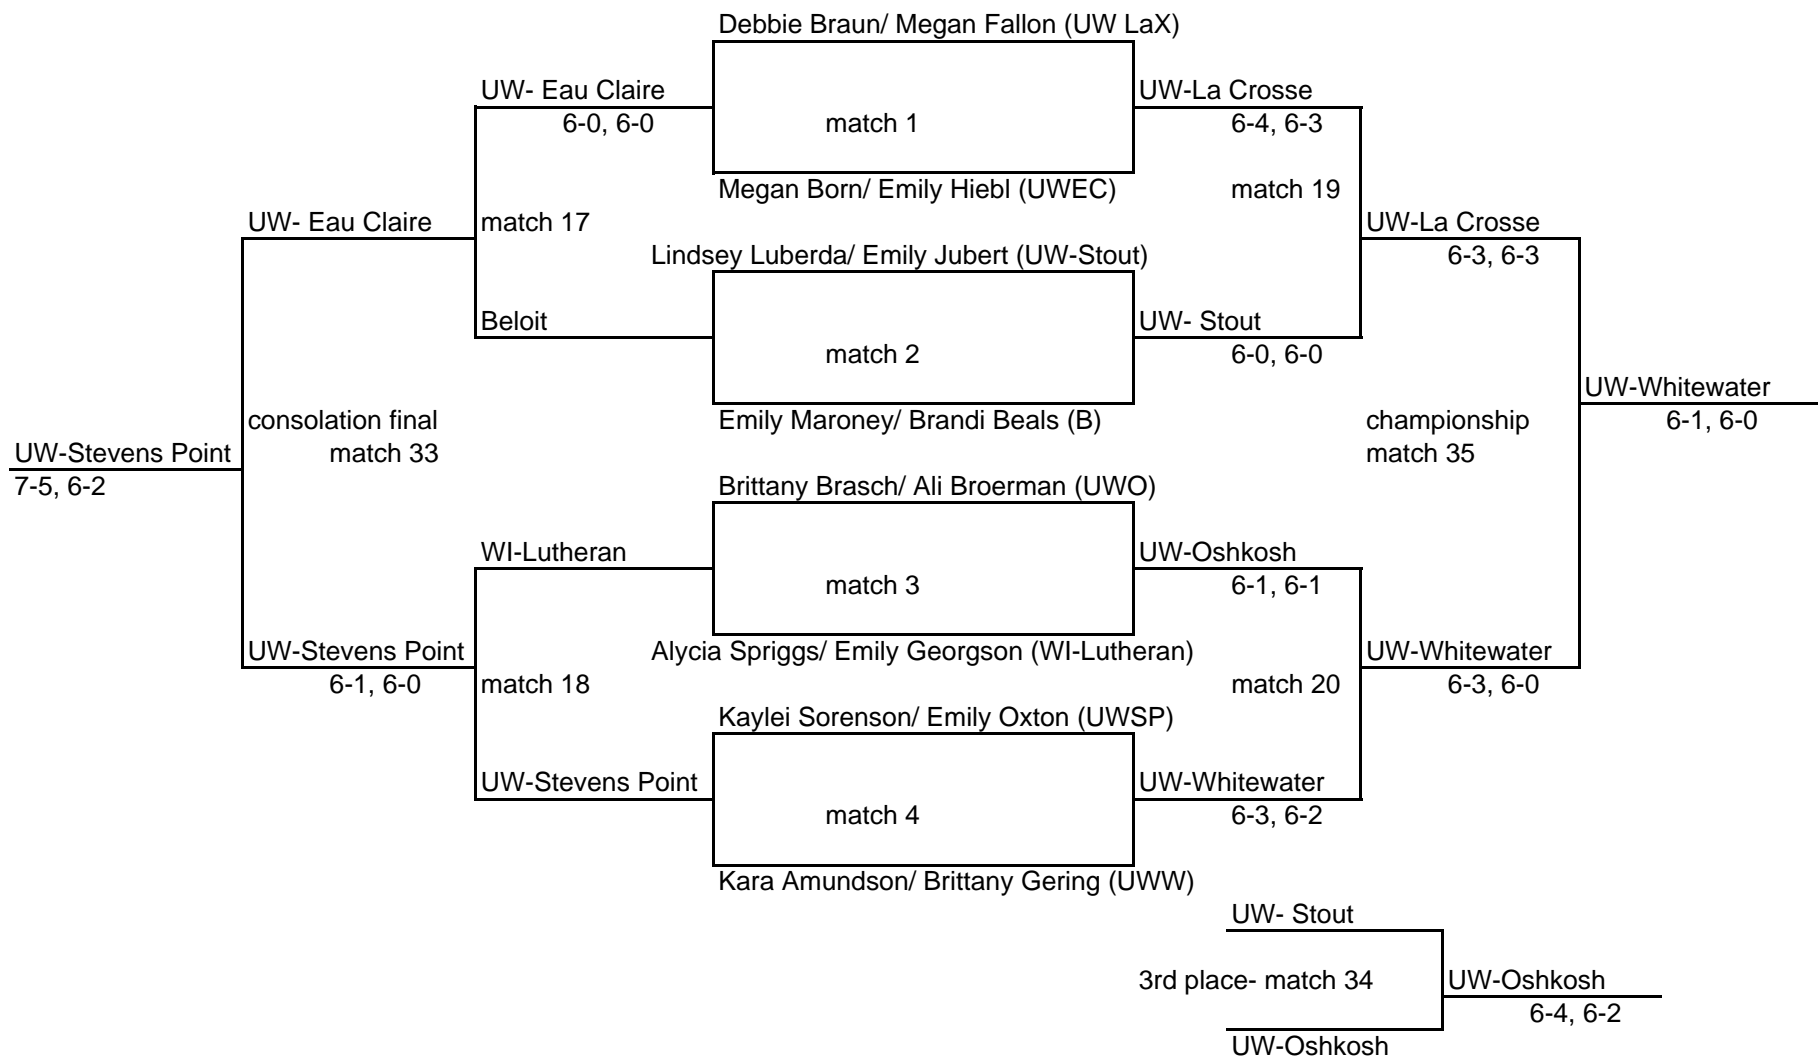 Debbie Braun/ Megan Fallon (UW LaX)
UW- Eau Claire
UW-La Crosse
6-0, 6-0
match 1
6-4, 6-3
Megan Born/ Emily Hiebl (UWEC)
match 19
UW- Eau Claire
match 17
UW-La Crosse
Lindsey Luberda/ Emily Jubert (UW-Stout)
6-3, 6-3
Beloit
UW- Stout
match 2
6-0, 6-0
UW-Whitewater
consolation final
Emily Maroney/ Brandi Beals (B)
championship
6-1, 6-0
UW-Stevens Point
match 33
match 35
7-5, 6-2
Brittany Brasch/ Ali Broerman (UWO)
WI-Lutheran
UW-Oshkosh
match 3
6-1, 6-1
UW-Stevens Point
Alycia Spriggs/ Emily Georgson (WI-Lutheran)
UW-Whitewater
6-1, 6-0
match 18
match 20
6-3, 6-0
Kaylei Sorenson/ Emily Oxton (UWSP)
UW-Stevens Point
UW-Whitewater
match 4
6-3, 6-2
Kara Amundson/ Brittany Gering (UWW)
UW- Stout
3rd place- match 34
UW-Oshkosh
6-4, 6-2
UW-Oshkosh